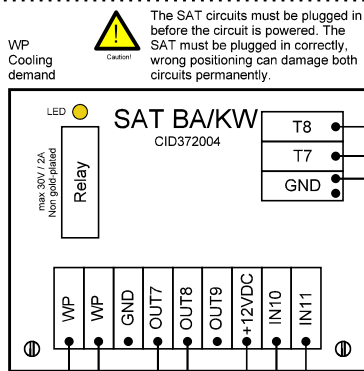 The SAT circuits must be plugged in
before the circuit is powered. The
SAT must be plugged in correctly,
wrong positioning can damage both
circuits permanently.
Caution!
WP
Cooling
demand
LED
SAT BA/KW
CID372004
max 30V / 2A
Non gold-plated
Relay
T8
T7
GND
WP
WP
GND
OUT7
OUT8
OUT9
+12VDC
IN10
IN11